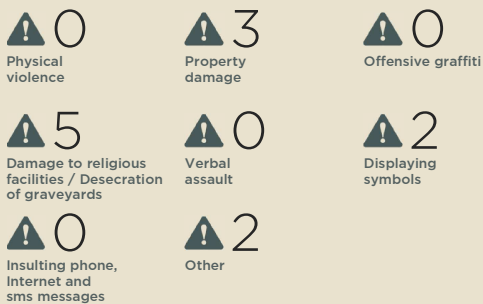 0
Physical
violence
3
Property
damage
0
Offensive graffiti
5
Damage to religious
facilities / Desecration
of graveyards
0
Verbal
assault
2
Displaying
symbols
0
Insulting phone,
Internet and
sms messages
2
Other